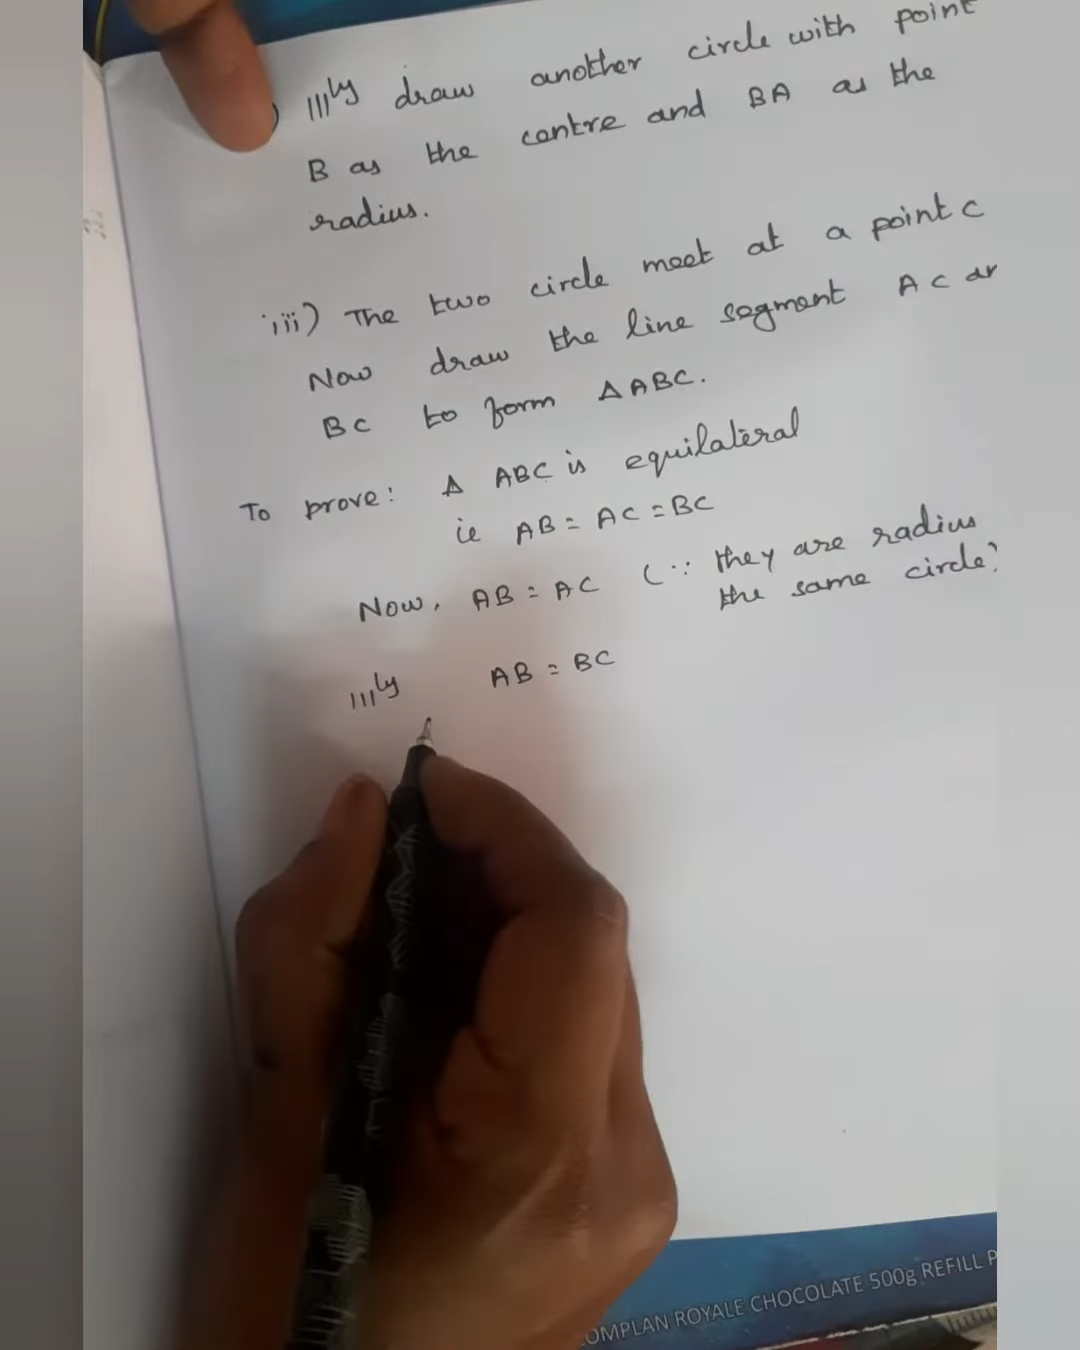 ) |||ly draw another circle with point
B as the centre and BA as the
radius.
iii) The two circle meet at a point C
Now draw the line segment AC an
BC to form Δ ABC.
To prove: Δ ABC is equilateral
ie AB = AC = BC
Now, AB = AC (∵ they are radius
the same circle)
|||ly AB = BC
OMPLAN ROYALE CHOCOLATE 500g REFILL P